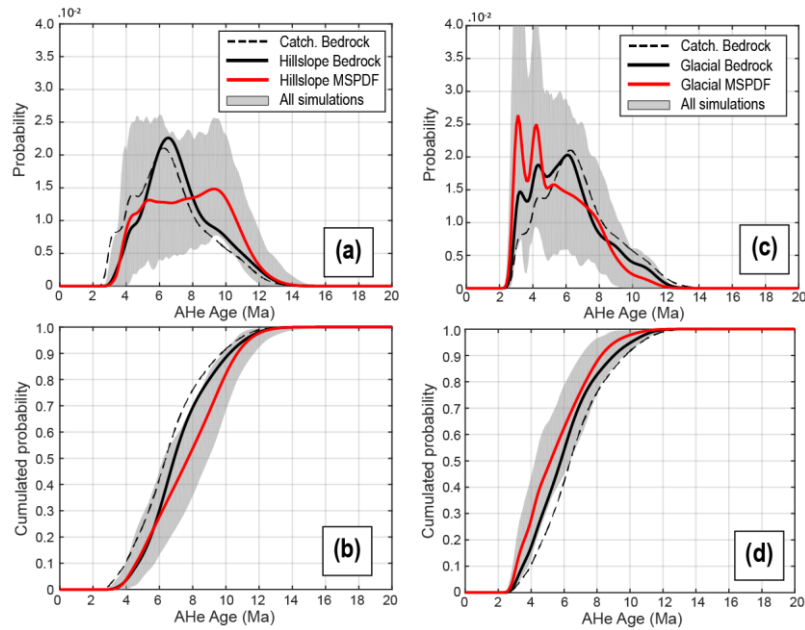 x10⁻²
4.0
3.5
3.0
2.5
2.0
1.5
1.0
0.5
0
Probability
Catch. Bedrock
Hillslope Bedrock
Hillslope MSPDF
All simulations
(a)
0 2 4 6 8 10 12 14 16 18 20
AHe Age (Ma)
x10⁻²
4.0
3.5
3.0
2.5
2.0
1.5
1.0
0.5
0
Probability
Catch. Bedrock
Glacial Bedrock
Glacial MSPDF
All simulations
(c)
0 2 4 6 8 10 12 14 16 18 20
AHe Age (Ma)
1.0
0.9
0.8
0.7
0.6
0.5
0.4
0.3
0.2
0.1
0
Cumulated probability
(b)
0 2 4 6 8 10 12 14 16 18 20
AHe Age (Ma)
1.0
0.9
0.8
0.7
0.6
0.5
0.4
0.3
0.2
0.1
0
Cumulated probability
(d)
0 2 4 6 8 10 12 14 16 18 20
AHe Age (Ma)